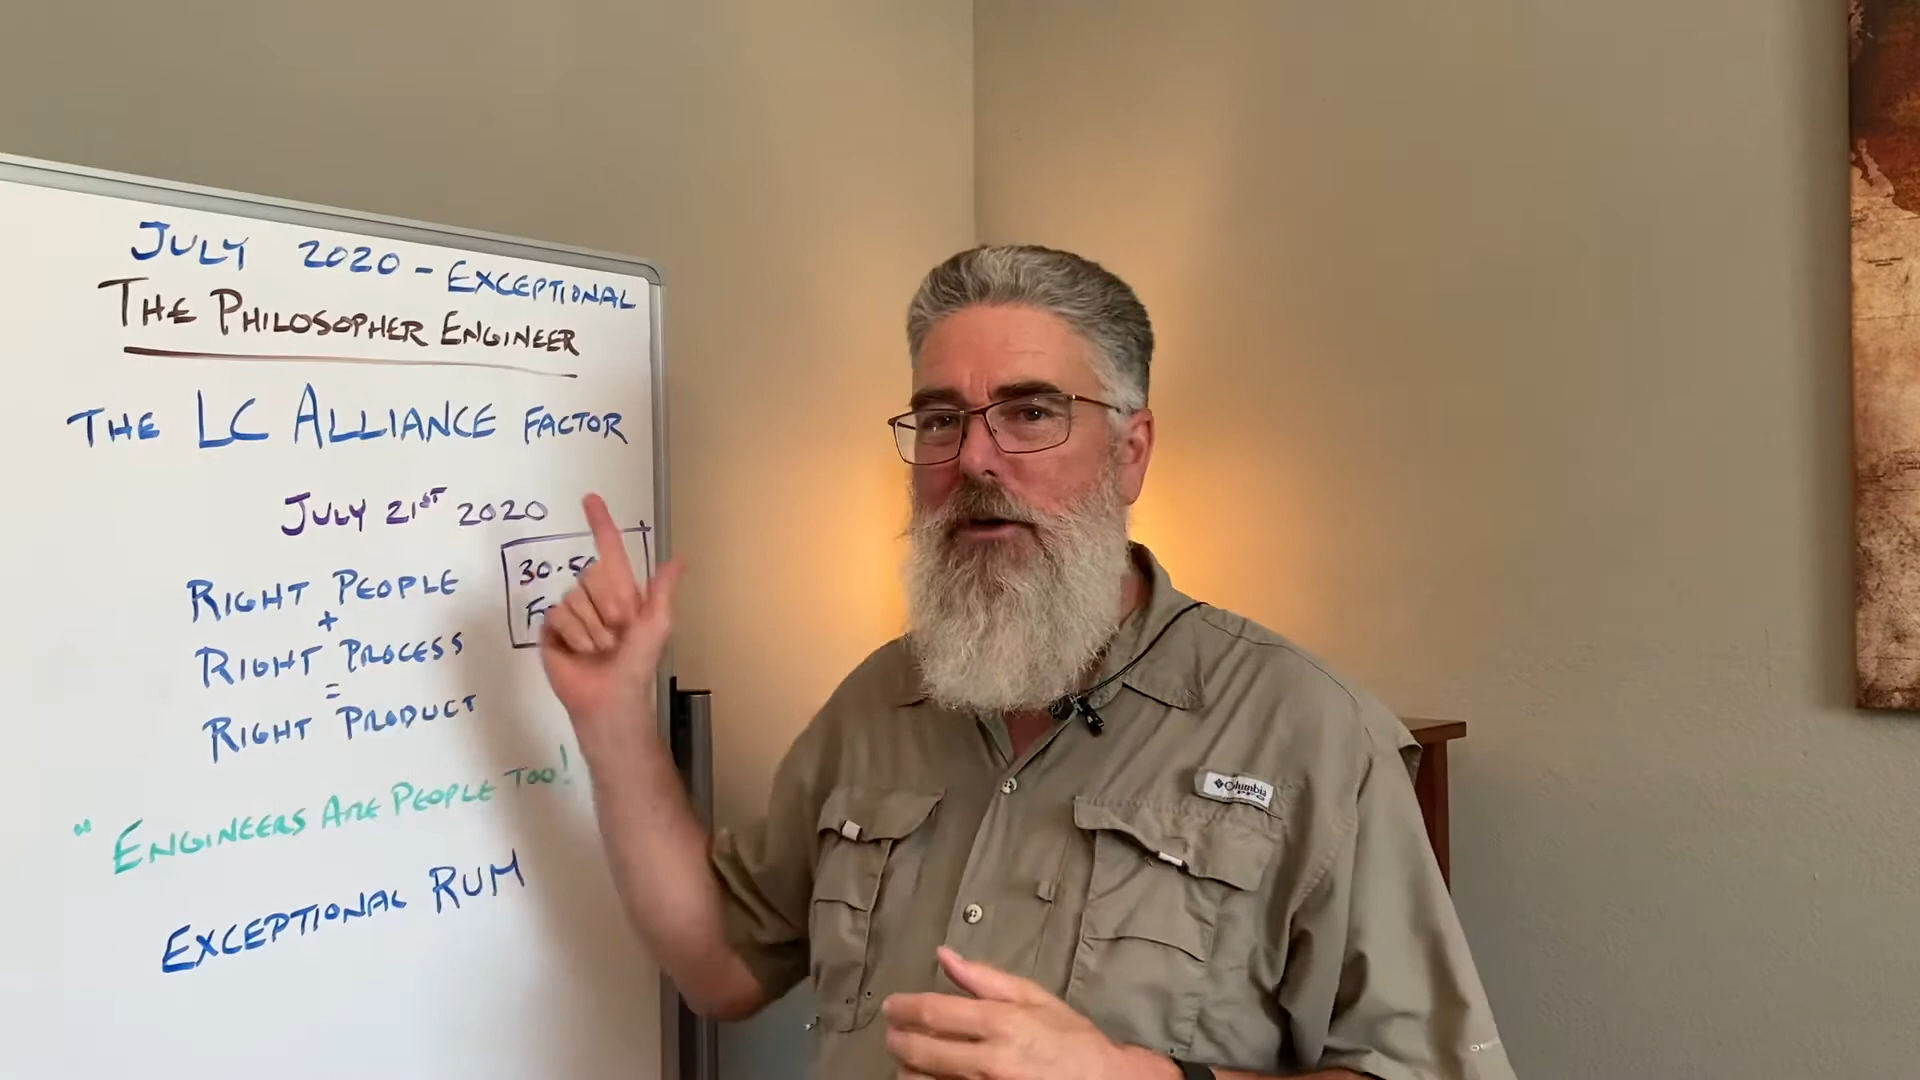 JULY 2020 - EXCEPTIONAL
THE PHILOSOPHER ENGINEER
THE LC ALLIANCE FACTOR
JULY 21ST 2020
RIGHT PEOPLE
+
RIGHT PROCESS
=
RIGHT PRODUCT
"ENGINEERS ARE PEOPLE TOO!
EXCEPTIONAL RUM
Columbia